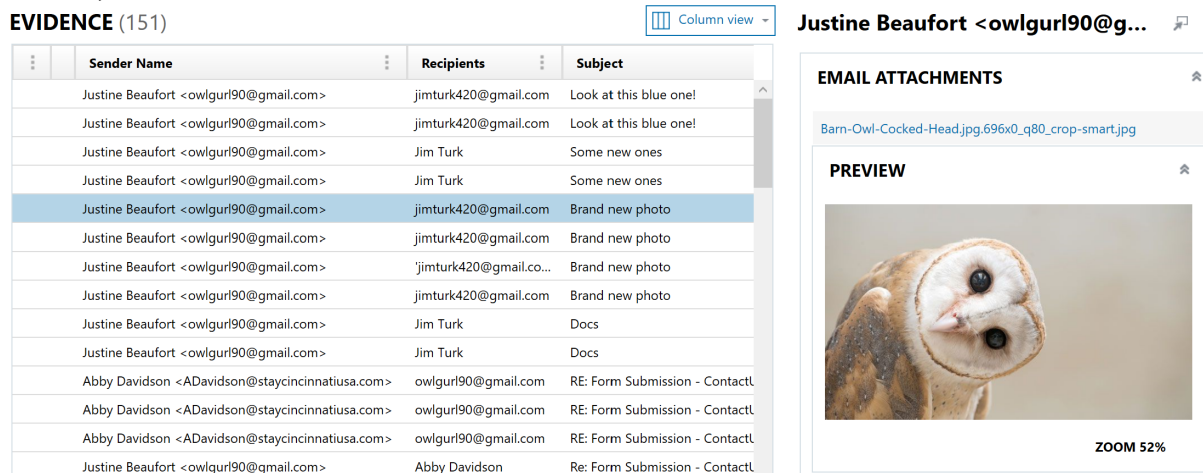 EVIDENCE (151)
Column view
Sender Name Recipients Subject
Justine Beaufort <owlgurl90@gmail.com> jimturk420@gmail.com Look at this blue one!
Justine Beaufort <owlgurl90@gmail.com> jimturk420@gmail.com Look at this blue one!
Justine Beaufort <owlgurl90@gmail.com> Jim Turk Some new ones
Justine Beaufort <owlgurl90@gmail.com> Jim Turk Some new ones
Justine Beaufort <owlgurl90@gmail.com> jimturk420@gmail.com Brand new photo
Justine Beaufort <owlgurl90@gmail.com> jimturk420@gmail.com Brand new photo
Justine Beaufort <owlgurl90@gmail.com> 'jimturk420@gmail.co... Brand new photo
Justine Beaufort <owlgurl90@gmail.com> jimturk420@gmail.com Brand new photo
Justine Beaufort <owlgurl90@gmail.com> Jim Turk Docs
Justine Beaufort <owlgurl90@gmail.com> Jim Turk Docs
Abby Davidson <ADavidson@staycincinnatiusa.com> owlgurl90@gmail.com RE: Form Submission - ContactU
Abby Davidson <ADavidson@staycincinnatiusa.com> owlgurl90@gmail.com RE: Form Submission - ContactU
Abby Davidson <ADavidson@staycincinnatiusa.com> owlgurl90@gmail.com RE: Form Submission - ContactU
Justine Beaufort <owlgurl90@gmail.com> Abby Davidson Re: Form Submission - ContactU
Justine Beaufort <owlgurl90@g...
EMAIL ATTACHMENTS
Barn-Owl-Cocked-Head.jpg.696x0_q80_crop-smart.jpg
PREVIEW
ZOOM 52%